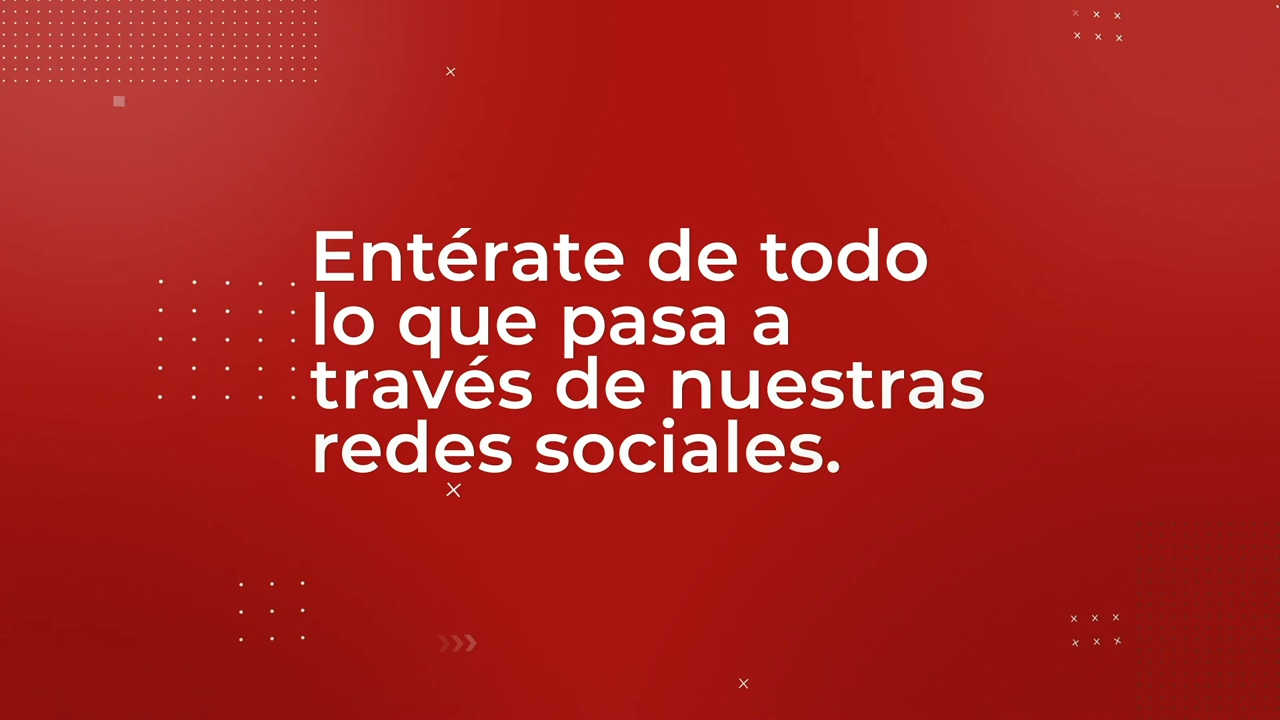 Entérate de todo
lo que pasa a
través de nuestras
redes sociales.